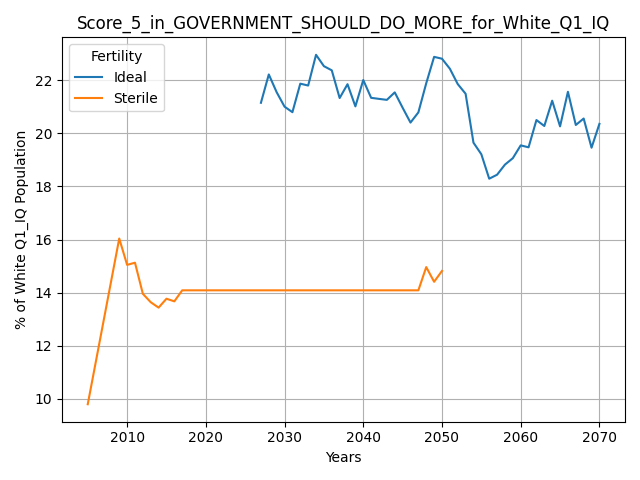 Score_5_in_GOVERNMENT_SHOULD_DO_MORE_for_White_Q1_IQ
Fertility
Ideal
Sterile
% of White Q1_IQ Population
22
20
18
16
14
12
10
2010 2020 2030 2040 2050 2060 2070
Years